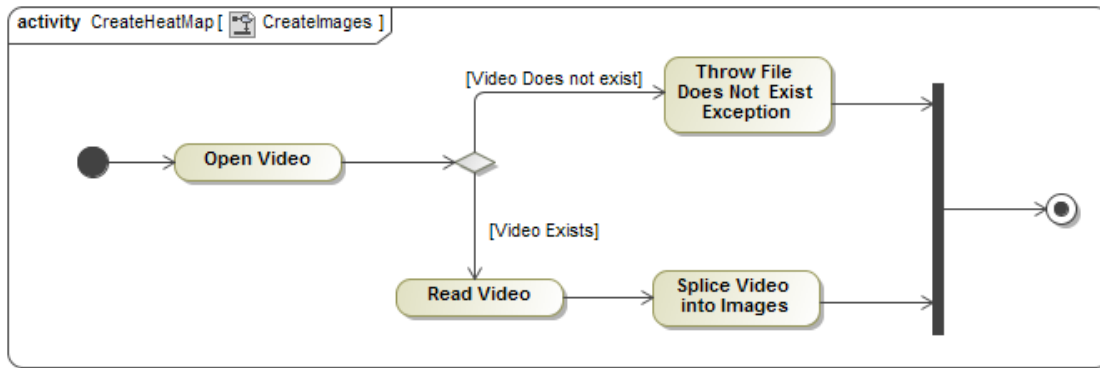 activity CreateHeatMap [ CreateImages ]
[Video Does not exist]
Throw File
Does Not Exist
Exception
Open Video
[Video Exists]
Read Video
Splice Video
into Images